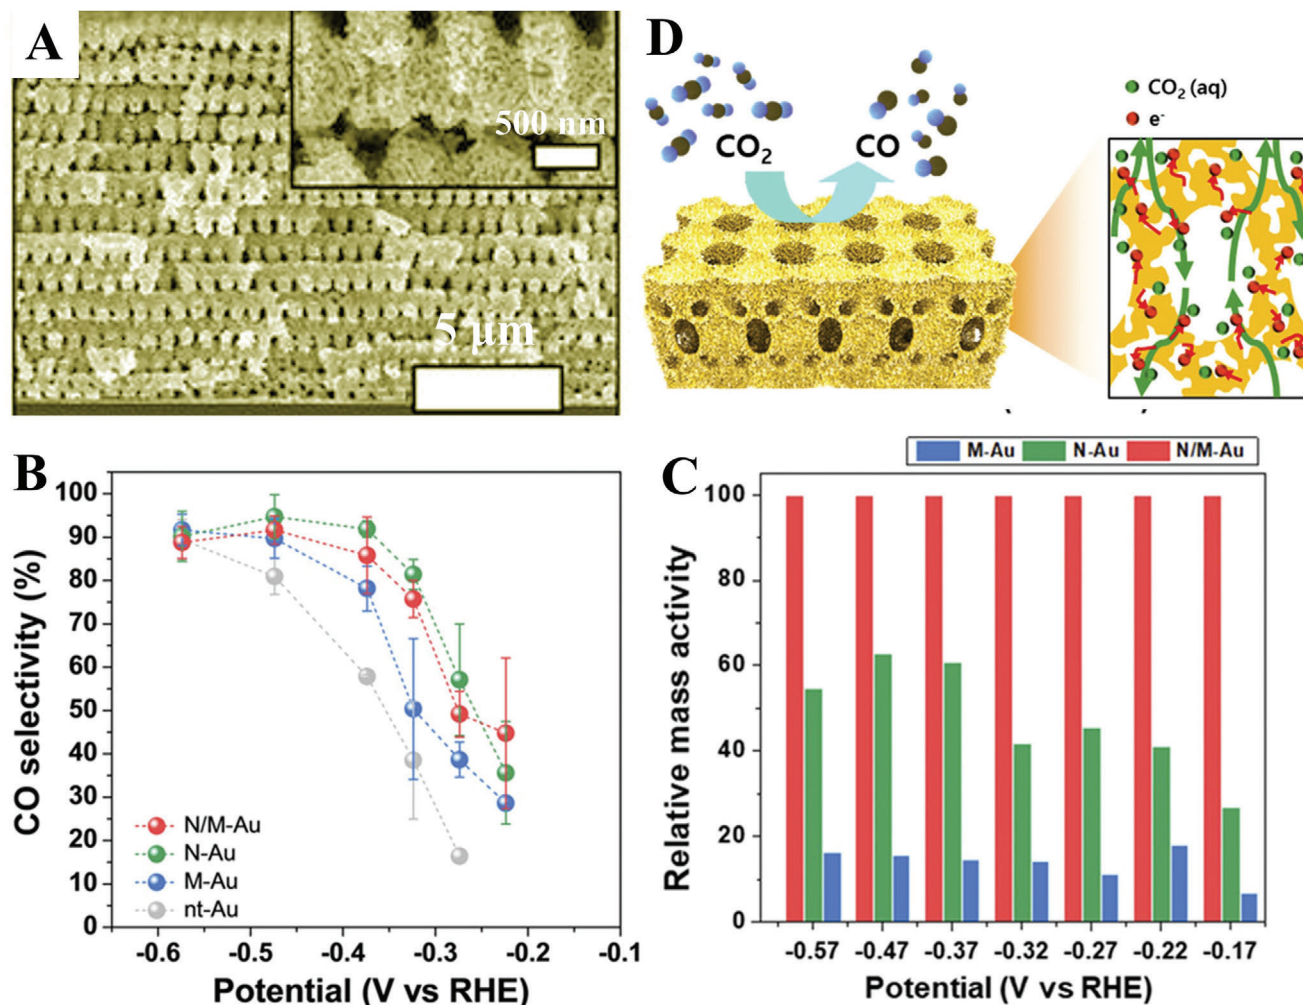 A
500 nm
5 µm
D
CO2
CO
CO2 (aq)
e-
B
CO selectivity (%)
100
90
80
70
60
50
40
30
20
10
0
N/M-Au
N-Au
M-Au
nt-Au
-0.6
-0.5
-0.4
-0.3
-0.2
-0.1
Potential (V vs RHE)
C
M-Au
N-Au
N/M-Au
Relative mass activity
100
80
60
40
20
0
-0.57
-0.47
-0.37
-0.32
-0.27
-0.22
-0.17
Potential (V vs RHE)